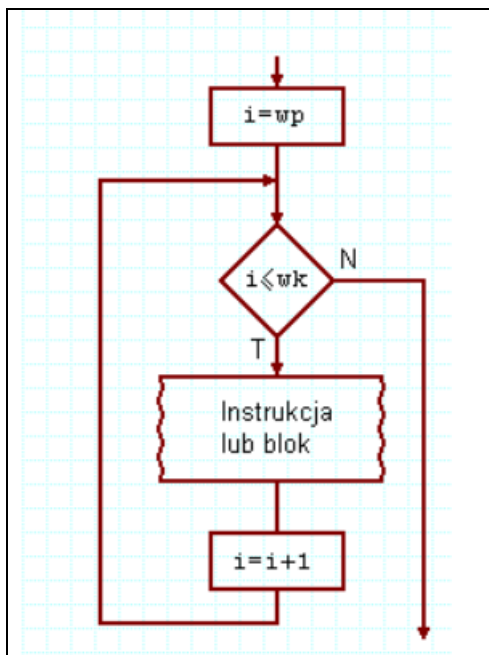 i=wp
i⩽wk
N
T
Instrukcja
lub blok
i=i+1